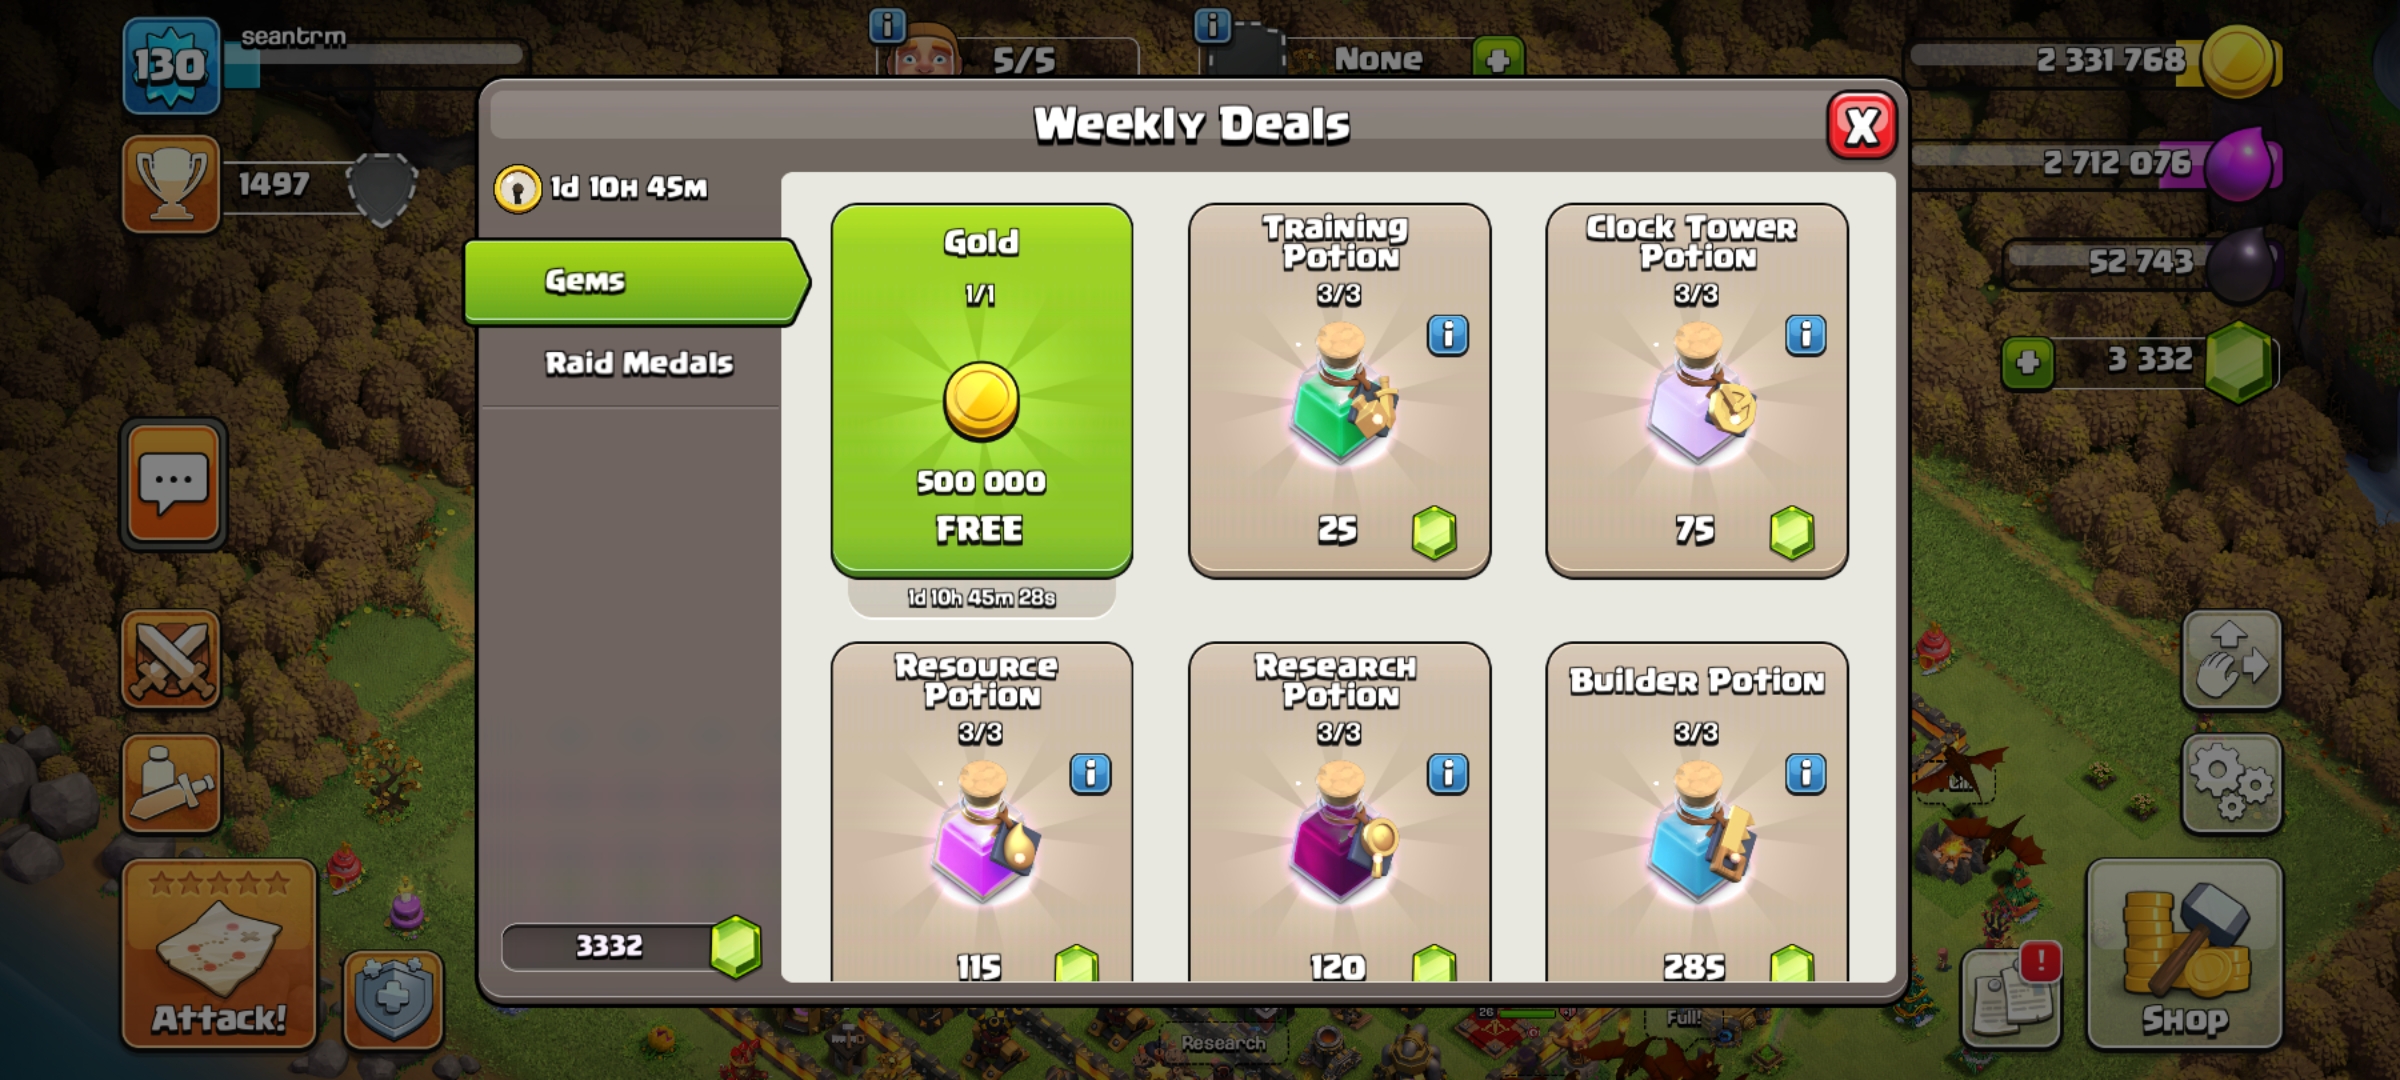 130
seantrm
5/5
None
2 331 768
Weekly Deals
X
1497
1d 10h 45m
2 712 076
Gems
Raid Medals
52 743
3 332
Gold
1/1
500 000
FREE
1d 10h 45m 28s
Training
Potion
3/3
25
Clock Tower
Potion
3/3
75
Resource
Potion
3/3
115
Research
Potion
3/3
120
Builder Potion
3/3
285
3332
Attack!
Research
26
Full!
!
Shop